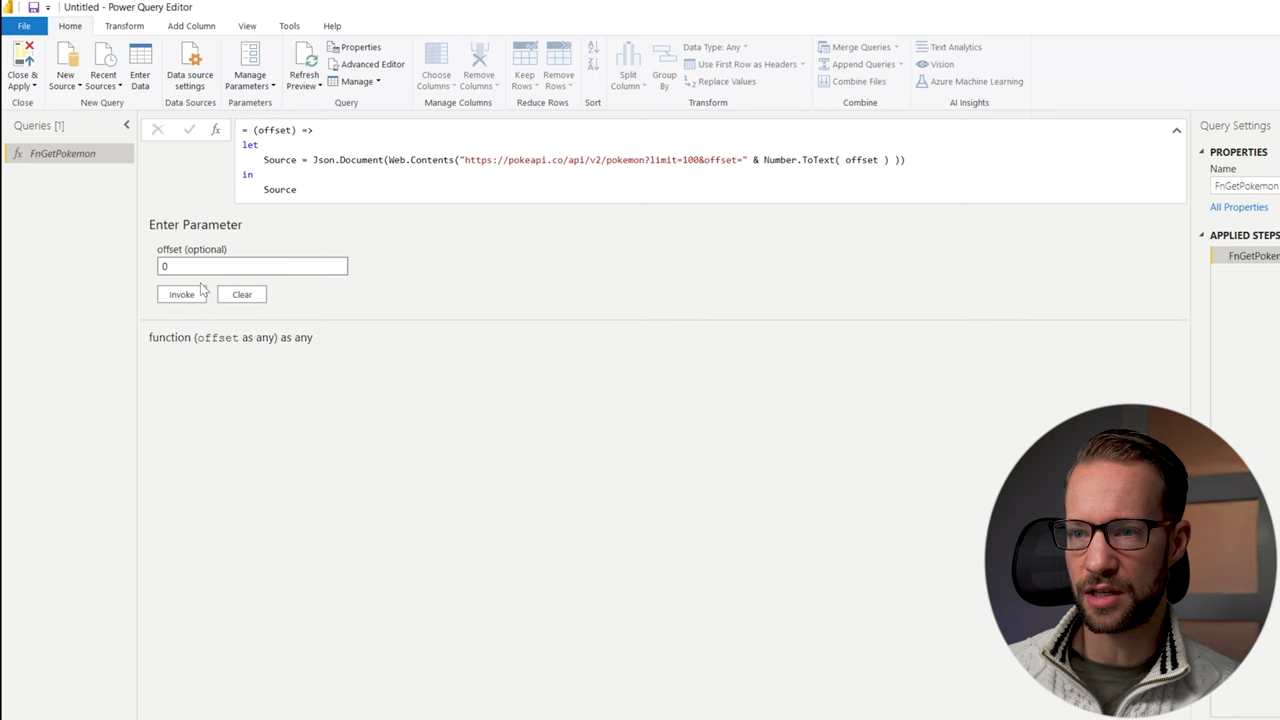 Untitled - Power Query Editor
File Home Transform Add Column View Tools Help
Close & Apply
New Source
Recent Sources
Enter Data
Data source settings
Manage Parameters
Refresh Preview
Properties
Advanced Editor
Manage
Choose Columns
Remove Columns
Keep Rows
Remove Rows
Split Column
Group By
Data Type: Any
Use First Row as Headers
Replace Values
Merge Queries
Append Queries
Combine Files
Text Analytics
Vision
Azure Machine Learning
Close New Query Data Sources Parameters Query Manage Columns Reduce Rows Sort Transform Combine AI Insights
Queries [1]
fx FnGetPokemon
fx
= (offset) =>
let
Source = Json.Document(Web.Contents("https://pokeapi.co/api/v2/pokemon?limit=100&offset=" & Number.ToText( offset ) ))
in
Source
Enter Parameter
offset (optional)
0
Invoke Clear
function (offset as any) as any
Query Settings
PROPERTIES
Name
FnGetPokemon
All Properties
APPLIED STEPS
FnGetPoken